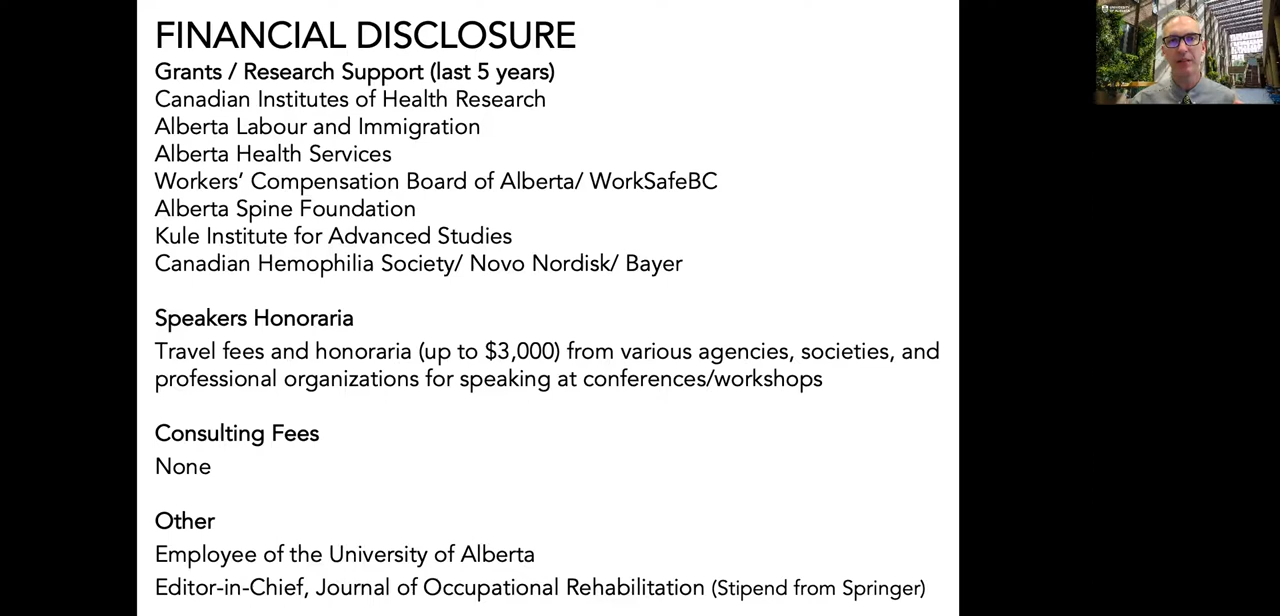 FINANCIAL DISCLOSURE
Grants / Research Support (last 5 years)
Canadian Institutes of Health Research
Alberta Labour and Immigration
Alberta Health Services
Workers’ Compensation Board of Alberta/ WorkSafeBC
Alberta Spine Foundation
Kule Institute for Advanced Studies
Canadian Hemophilia Society/ Novo Nordisk/ Bayer
Speakers Honoraria
Travel fees and honoraria (up to $3,000) from various agencies, societies, and
professional organizations for speaking at conferences/workshops
Consulting Fees
None
Other
Employee of the University of Alberta
Editor-in-Chief, Journal of Occupational Rehabilitation (Stipend from Springer)
UNIVERSITY
OF ALBERTA